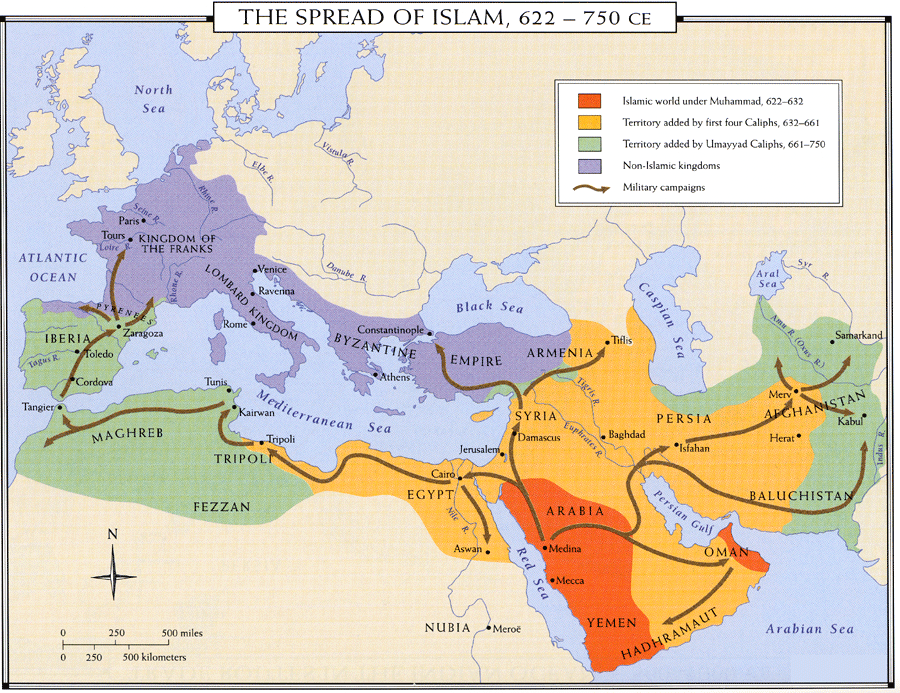 THE SPREAD OF ISLAM, 622 – 750 CE
Islamic world under Muhammad, 622–632
Territory added by first four Caliphs, 632–661
Territory added by Umayyad Caliphs, 661–750
Non-Islamic kingdoms
Military campaigns
North
Sea
Elbe R.
Vistula R.
Rhine R.
Seine R.
Paris
Tours
Loire R.
KINGDOM OF
THE FRANKS
ATLANTIC
OCEAN
Rhone R.
Danube R.
Venice
LOMBARD KINGDOM
Ravenna
Rome
PYRENEES
Zaragoza
IBERIA
Toledo
Tagus R.
Cordova
Tangier
Tunis
Kairwan
MAGHREB
Tripoli
TRIPOLI
FEZZAN
Mediterranean Sea
Constantinople
BYZANTINE
EMPIRE
Athens
Black Sea
ARMENIA
Tiflis
Caspian Sea
Aral
Sea
Syr R.
Amu R. (Oxus R.)
Samarkand
Merv
AFGHANISTAN
Kabul
Herat
Indus R.
PERSIA
Isfahan
Baghdad
Tigris R.
Euphrates R.
SYRIA
Damascus
Jerusalem
Cairo
EGYPT
Nile R.
Aswan
BALUCHISTAN
Persian Gulf
ARABIA
OMAN
Medina
Mecca
Red Sea
YEMEN
HADHRAMAUT
NUBIA
Meroë
Arabian Sea
N
0 250 500 miles
0 250 500 kilometers